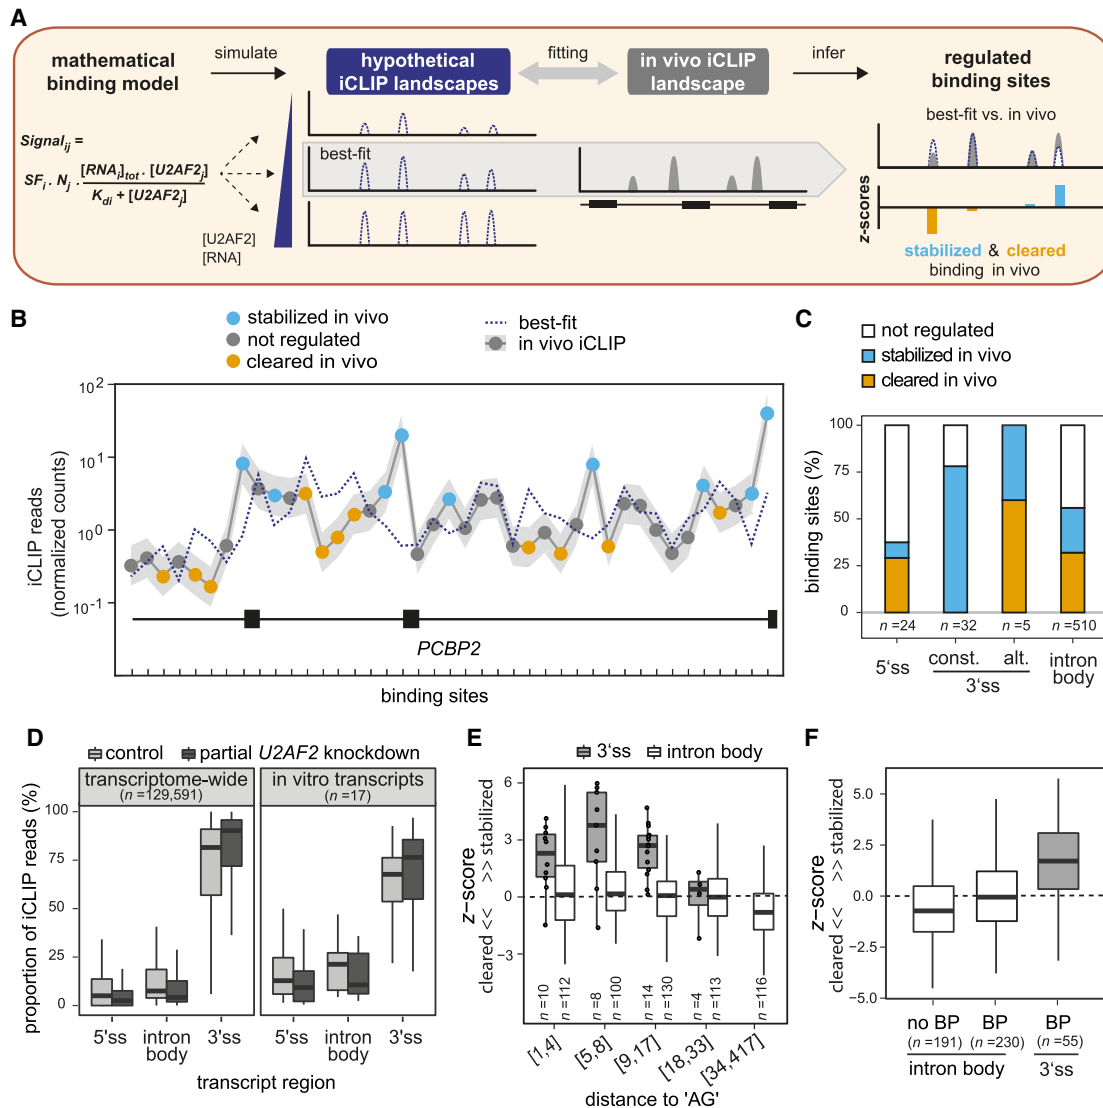 A
mathematical
binding model
simulate
hypothetical
iCLIP landscapes
fitting
in vivo iCLIP
landscape
infer
regulated
binding sites
best-fit vs. in vivo
Signal_ij =
SF_i . N_j . [RNA_i]_tot . [U2AF2_j]
K_di + [U2AF2_j]
[U2AF2]
[RNA]
best-fit
z-scores
stabilized & cleared
binding in vivo
B
stabilized in vivo
not regulated
cleared in vivo
best-fit
in vivo iCLIP
iCLIP reads
(normalized counts)
10^2
10^1
10^0
10^-1
PCBP2
binding sites
C
not regulated
stabilized in vivo
cleared in vivo
binding sites (%)
100
75
50
25
0
n =24
n =32
n =5
n =510
5'ss
const.
alt.
3'ss
intron
body
D
control
partial U2AF2 knockdown
transcriptome-wide
(n =129,591)
in vitro transcripts
(n =17)
proportion of iCLIP reads (%)
100
75
50
25
0
5'ss
intron
body
3'ss
5'ss
intron
body
3'ss
transcript region
E
3'ss
intron body
z-score
cleared << >> stabilized
6
3
0
-3
n =10
n =112
n =8
n =100
n =14
n =130
n =4
n =113
n =116
[1,4]
[5,8]
[9,17]
[18,33]
[34,417]
distance to 'AG'
F
z-score
cleared << >> stabilized
5.0
2.5
0.0
-2.5
-5.0
no BP
(n =191)
BP
(n =230)
BP
(n =55)
intron body
3'ss